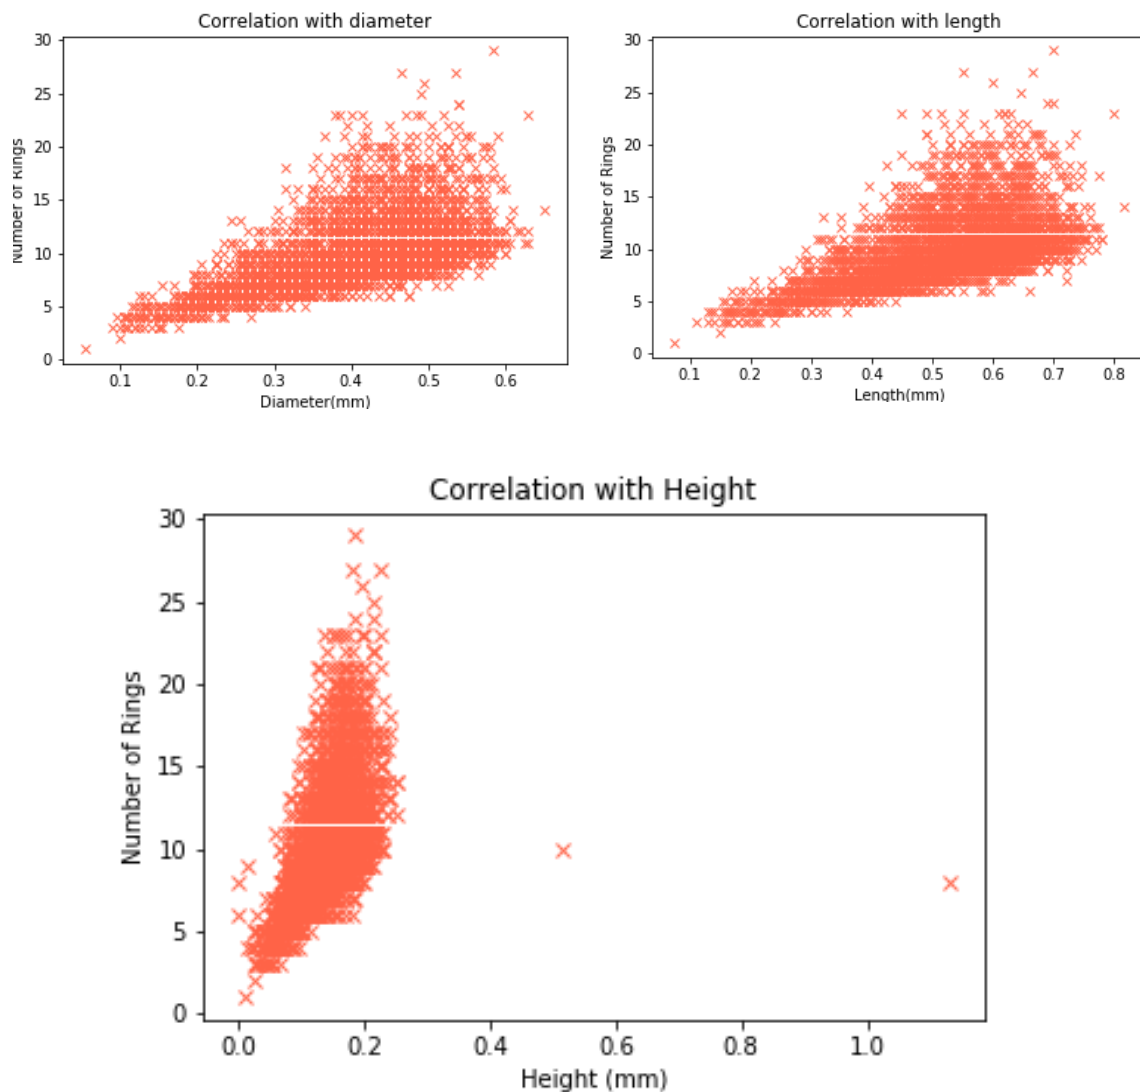 Correlation with diameter
30
25
20
15
10
5
0
Number of Rings
0.1 0.2 0.3 0.4 0.5 0.6
Diameter(mm)
Correlation with length
30
25
20
15
10
5
0
Number of Rings
0.1 0.2 0.3 0.4 0.5 0.6 0.7 0.8
Length(mm)
Correlation with Height
30
25
20
15
10
5
0
Number of Rings
0.0 0.2 0.4 0.6 0.8 1.0
Height (mm)